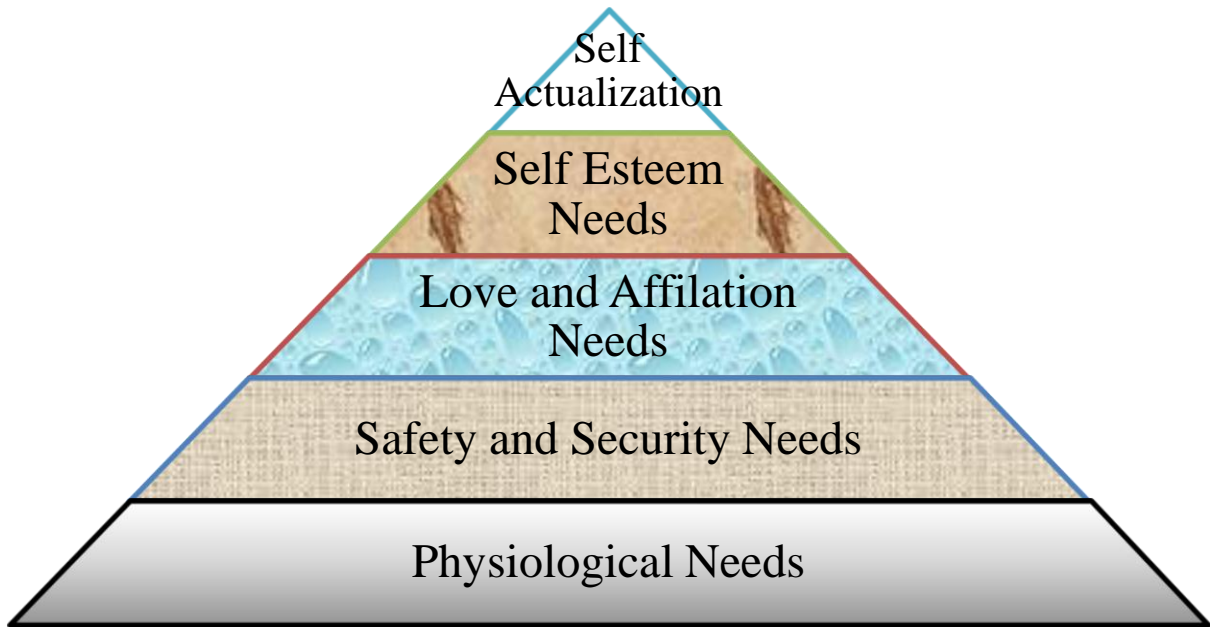 Self
Actualization
Self Esteem
Needs
Love and Affilation
Needs
Safety and Security Needs
Physiological Needs